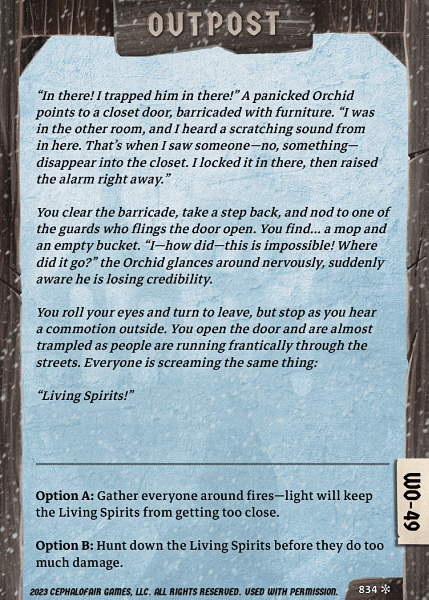 OUTPOST
“In there! I trapped him in there!” A panicked Orchid
points to a closet door, barricaded with furniture. “I was
in the other room, and I heard a scratching sound from
in here. That’s when I saw someone—no, something—
disappear into the closet. I locked it in there, then raised
the alarm right away.”
You clear the barricade, take a step back, and nod to one of
the guards who flings the door open. You find... a mop and
an empty bucket. “I—how did—this is impossible! Where
did it go?” the Orchid glances around nervously, suddenly
aware he is losing credibility.
You roll your eyes and turn to leave, but stop as you hear
a commotion outside. You open the door and are almost
trampled as people are running frantically through the
streets. Everyone is screaming the same thing:
“Living Spirits!”
Option A: Gather everyone around fires—light will keep
the Living Spirits from getting too close.
Option B: Hunt down the Living Spirits before they do too
much damage.
WO-49
2023 CEPHALOFAIR GAMES, LLC. ALL RIGHTS RESERVED. USED WITH PERMISSION.
834